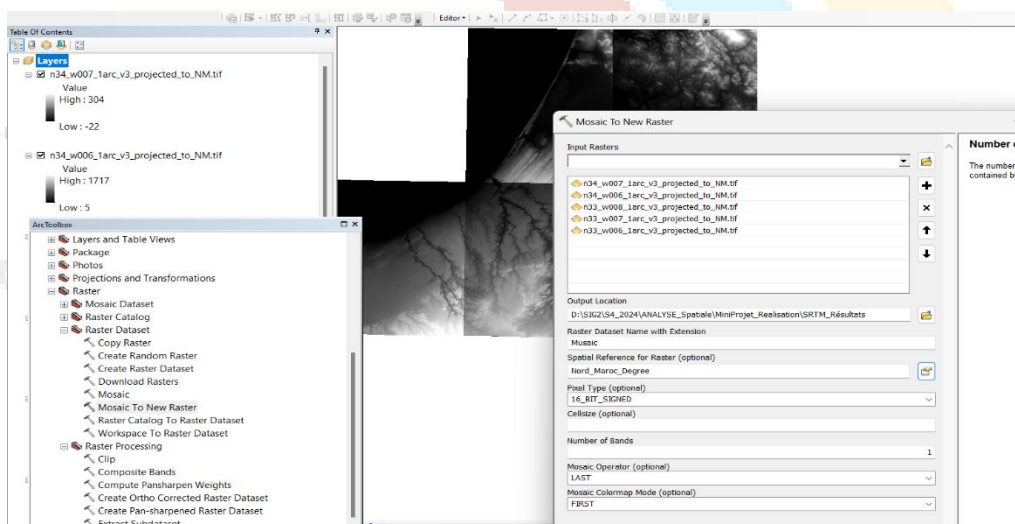 Editor
Table Of Contents
Layers
n34_w007_1arc_v3_projected_to_NM.tif
Value
High : 304
Low : -22
n34_w006_1arc_v3_projected_to_NM.tif
Value
High : 1717
Low : 5
ArcToolbox
Layers and Table Views
Package
Photos
Projections and Transformations
Raster
Mosaic Dataset
Raster Catalog
Raster Dataset
Copy Raster
Create Random Raster
Create Raster Dataset
Download Rasters
Mosaic
Mosaic To New Raster
Raster Catalog To Raster Dataset
Workspace To Raster Dataset
Raster Processing
Clip
Composite Bands
Compute Pansharpen Weights
Create Ortho Corrected Raster Dataset
Create Pan-sharpened Raster Dataset
Extract Subdataset
Mosaic To New Raster
Input Rasters
n34_w007_1arc_v3_projected_to_NM.tif
n34_w006_1arc_v3_projected_to_NM.tif
n33_w008_1arc_v3_projected_to_NM.tif
n33_w007_1arc_v3_projected_to_NM.tif
n33_w006_1arc_v3_projected_to_NM.tif
Output Location
D:\SIG2\S4_2024\ANALYSE_Spatiale\MiniProjet_Realisation\SRTM_Résultats
Raster Dataset Name with Extension
Musaic
Spatial Reference for Raster (optional)
Nord_Maroc_Degree
Pixel Type (optional)
16_BIT_SIGNED
Cellsize (optional)
Number of Bands
1
Mosaic Operator (optional)
LAST
Mosaic Colormap Mode (optional)
FIRST
Number
The number
contained b